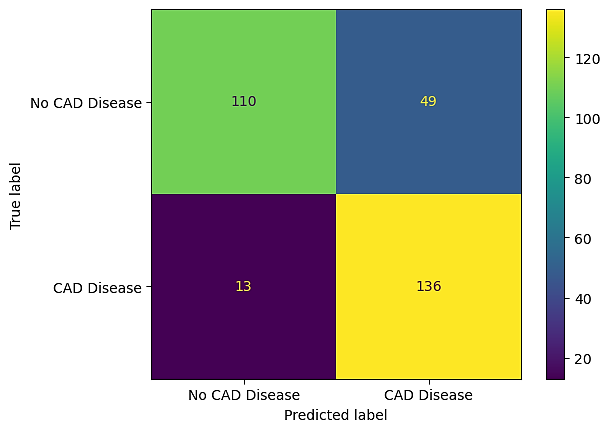 No CAD Disease
110
49
CAD Disease
13
136
True label
No CAD Disease
CAD Disease
Predicted label
120
100
80
60
40
20